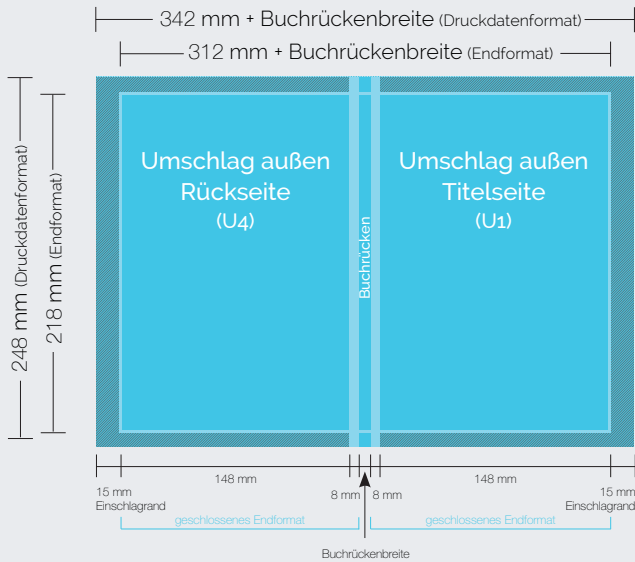 342 mm + Buchrückenbreite (Druckdatenformat)
312 mm + Buchrückenbreite (Endformat)
248 mm (Druckdatenformat)
218 mm (Endformat)
Umschlag außen
Rückseite
(U4)
Buchrücken
Umschlag außen
Titelseite
(U1)
15 mm
Einschlagrand
148 mm
8 mm
8 mm
148 mm
15 mm
Einschlagrand
geschlossenes Endformat
geschlossenes Endformat
Buchrückenbreite